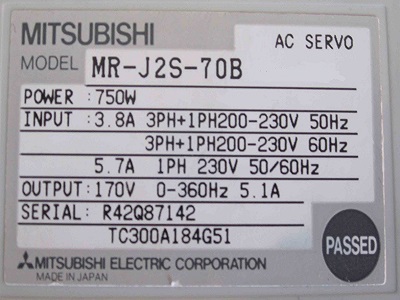 MITSUBISHI
AC SERVO
MODEL MR-J2S-70B
POWER :750W
INPUT :3.8A 3PH+1PH200-230V 50Hz
3PH+1PH200-230V 60Hz
5.7A 1PH 230V 50/60Hz
OUTPUT:170V 0-360Hz 5.1A
SERIAL: R42Q87142
TC300A184G51
PASSED
MITSUBISHI ELECTRIC CORPORATION
MADE IN JAPAN